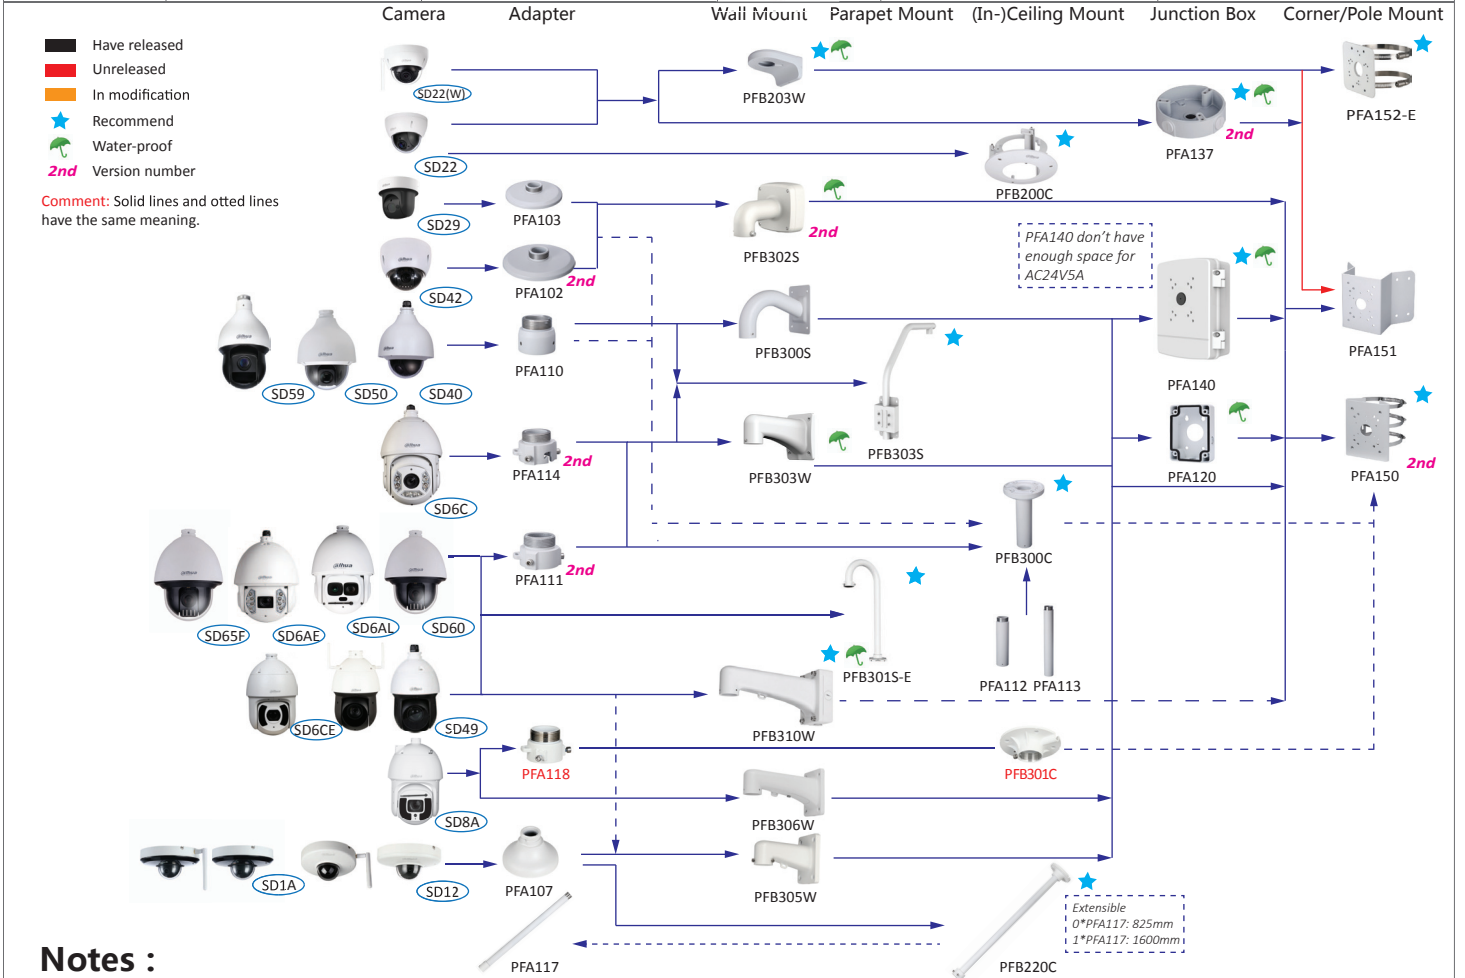 Camera
Adapter
Wall Mount
Parapet Mount
(In-)Ceiling Mount
Junction Box
Corner/Pole Mount
Have released
Unreleased
In modification
Recommend
Water-proof
2nd Version number
Comment: Solid lines and otted lines
have the same meaning.
SD22(W)
PFB203W
PFA152-E
SD22
PFB200C
PFA137
2nd
SD29
PFA103
PFB302S
2nd
PFA140 don't have
enough space for
AC24V5A
SD42
PFA102
2nd
SD59
SD50
SD40
PFA110
PFB300S
PFA140
PFA151
SD6C
PFA114
2nd
PFB303W
PFB303S
PFA120
PFA150
2nd
SD65F
SD6AE
SD6AL
SD60
PFA111
2nd
PFB300C
PFB301S-E
PFA112
PFA113
SD6CE
SD49
PFB310W
PFA118
PFB301C
SD8A
PFB306W
SD1A
SD12
PFA107
PFB305W
Extensible
0*PFA117: 825mm
1*PFA117: 1600mm
PFA117
PFB220C
Notes :